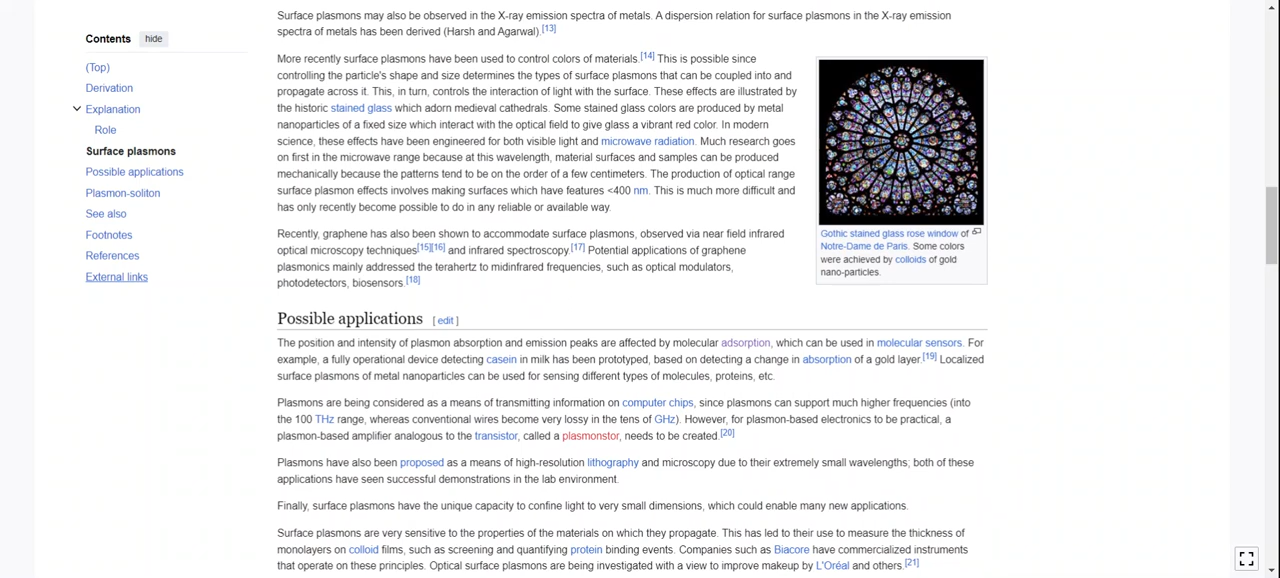 Contents hide
(Top)
Derivation
Explanation
Role
Surface plasmons
Possible applications
Plasmon-soliton
See also
Footnotes
References
External links
Surface plasmons may also be observed in the X-ray emission spectra of metals. A dispersion relation for surface plasmons in the X-ray emission
spectra of metals has been derived (Harsh and Agarwal).[13]
More recently surface plasmons have been used to control colors of materials.[14] This is possible since
controlling the particle's shape and size determines the types of surface plasmons that can be coupled into and
propagate across it. This, in turn, controls the interaction of light with the surface. These effects are illustrated by
the historic stained glass which adorn medieval cathedrals. Some stained glass colors are produced by metal
nanoparticles of a fixed size which interact with the optical field to give glass a vibrant red color. In modern
science, these effects have been engineered for both visible light and microwave radiation. Much research goes
on first in the microwave range because at this wavelength, material surfaces and samples can be produced
mechanically because the patterns tend to be on the order of a few centimeters. The production of optical range
surface plasmon effects involves making surfaces which have features <400 nm. This is much more difficult and
has only recently become possible to do in any reliable or available way.
Gothic stained glass rose window of
Notre-Dame de Paris. Some colors
were achieved by colloids of gold
nano-particles.
Recently, graphene has also been shown to accommodate surface plasmons, observed via near field infrared
optical microscopy techniques[15][16] and infrared spectroscopy.[17] Potential applications of graphene
plasmonics mainly addressed the terahertz to midinfrared frequencies, such as optical modulators,
photodetectors, biosensors.[18]
Possible applications [ edit ]
The position and intensity of plasmon absorption and emission peaks are affected by molecular adsorption, which can be used in molecular sensors. For
example, a fully operational device detecting casein in milk has been prototyped, based on detecting a change in absorption of a gold layer.[19] Localized
surface plasmons of metal nanoparticles can be used for sensing different types of molecules, proteins, etc.
Plasmons are being considered as a means of transmitting information on computer chips, since plasmons can support much higher frequencies (into
the 100 THz range, whereas conventional wires become very lossy in the tens of GHz). However, for plasmon-based electronics to be practical, a
plasmon-based amplifier analogous to the transistor, called a plasmonstor, needs to be created.[20]
Plasmons have also been proposed as a means of high-resolution lithography and microscopy due to their extremely small wavelengths; both of these
applications have seen successful demonstrations in the lab environment.
Finally, surface plasmons have the unique capacity to confine light to very small dimensions, which could enable many new applications.
Surface plasmons are very sensitive to the properties of the materials on which they propagate. This has led to their use to measure the thickness of
monolayers on colloid films, such as screening and quantifying protein binding events. Companies such as Biacore have commercialized instruments
that operate on these principles. Optical surface plasmons are being investigated with a view to improve makeup by L'Oréal and others.[21]